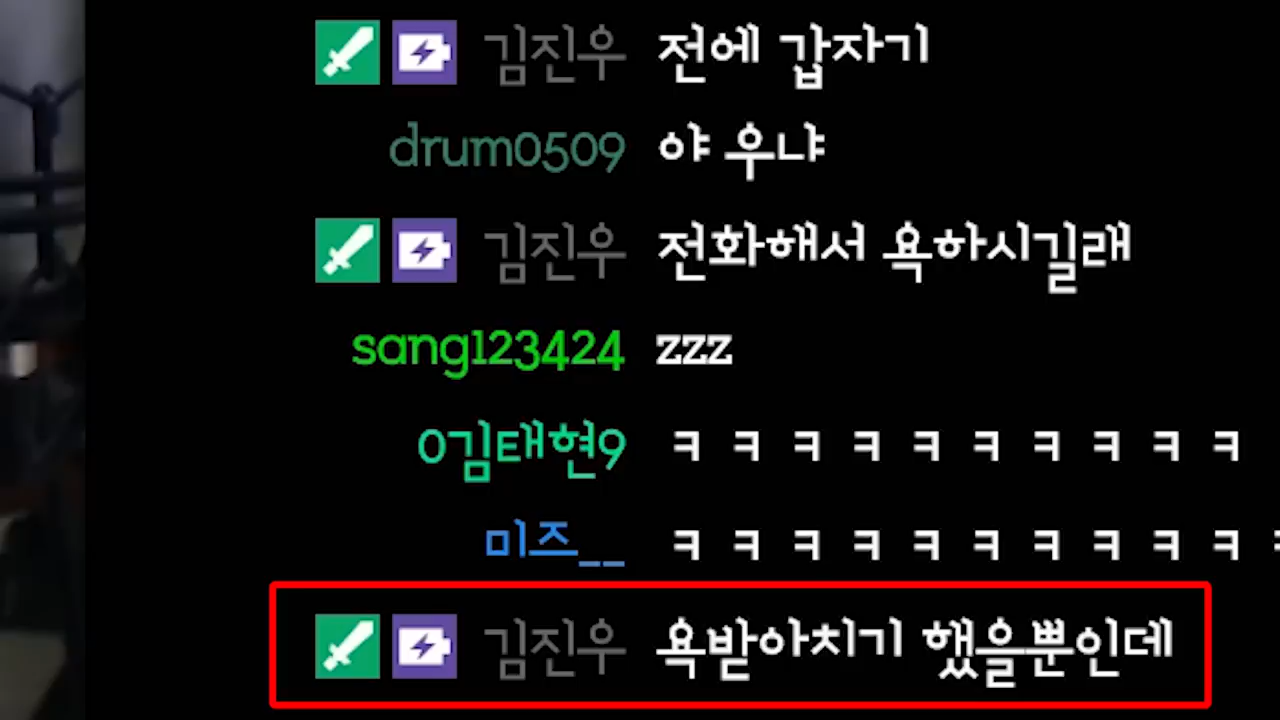 김진우 전에 갑자기
drum0509 야 우냐
김진우 전화해서 욕하시길래
sang123424 zzz
0김태현9 ㅋㅋㅋㅋㅋㅋㅋㅋㅋㅋ
미즈__ ㅋㅋㅋㅋㅋㅋㅋㅋㅋㅋ
김진우 욕받아치기 했을뿐인데